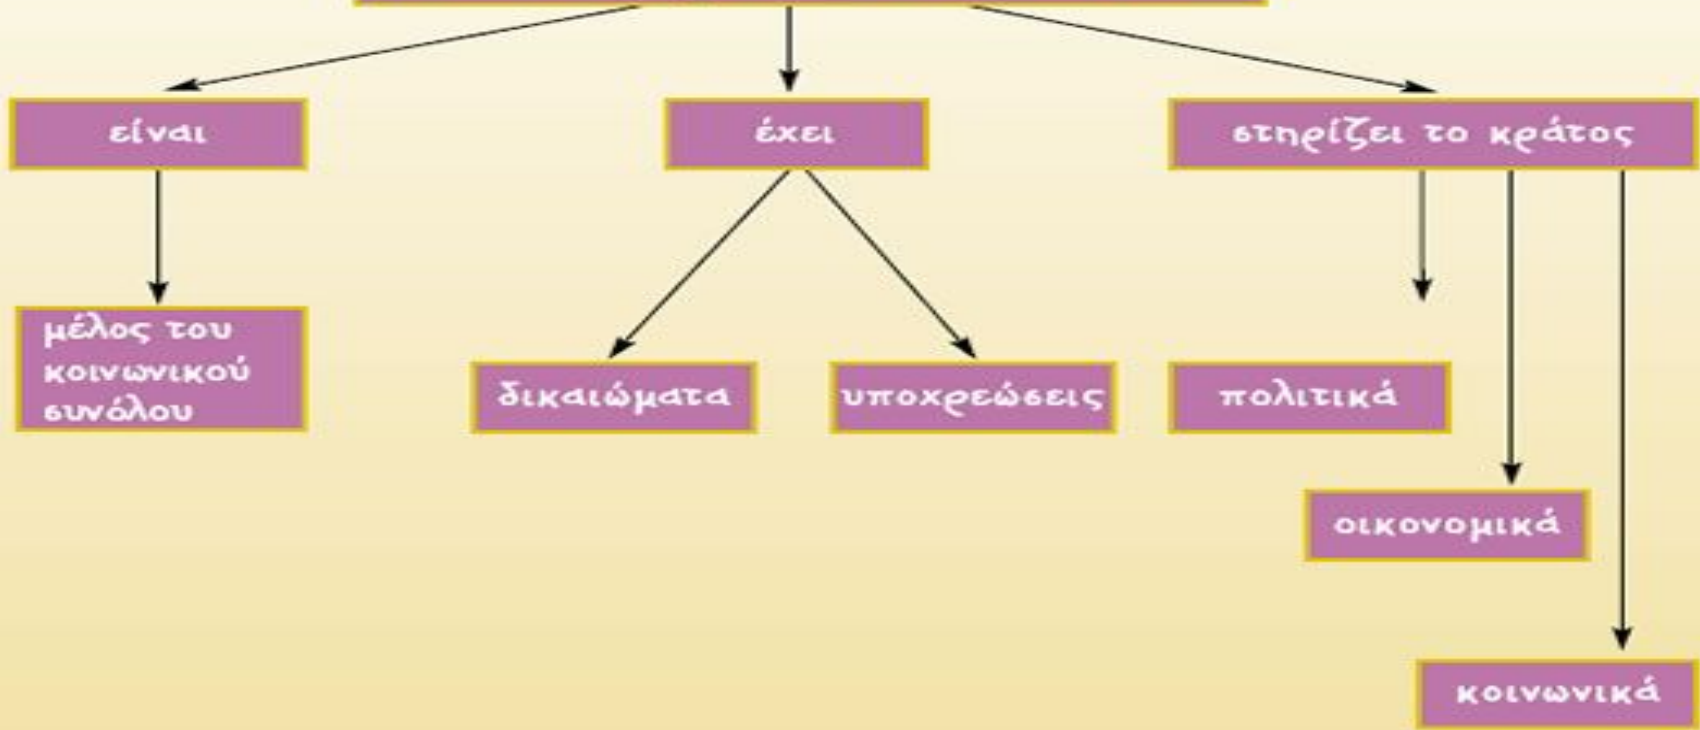 είναι
έχει
στηρίζει το κράτος
μέλος του
κοινωνικού
συνόλου
δικαιώματα
υποχρεώσεις
πολιτικά
οικονομικά
κοινωνικά